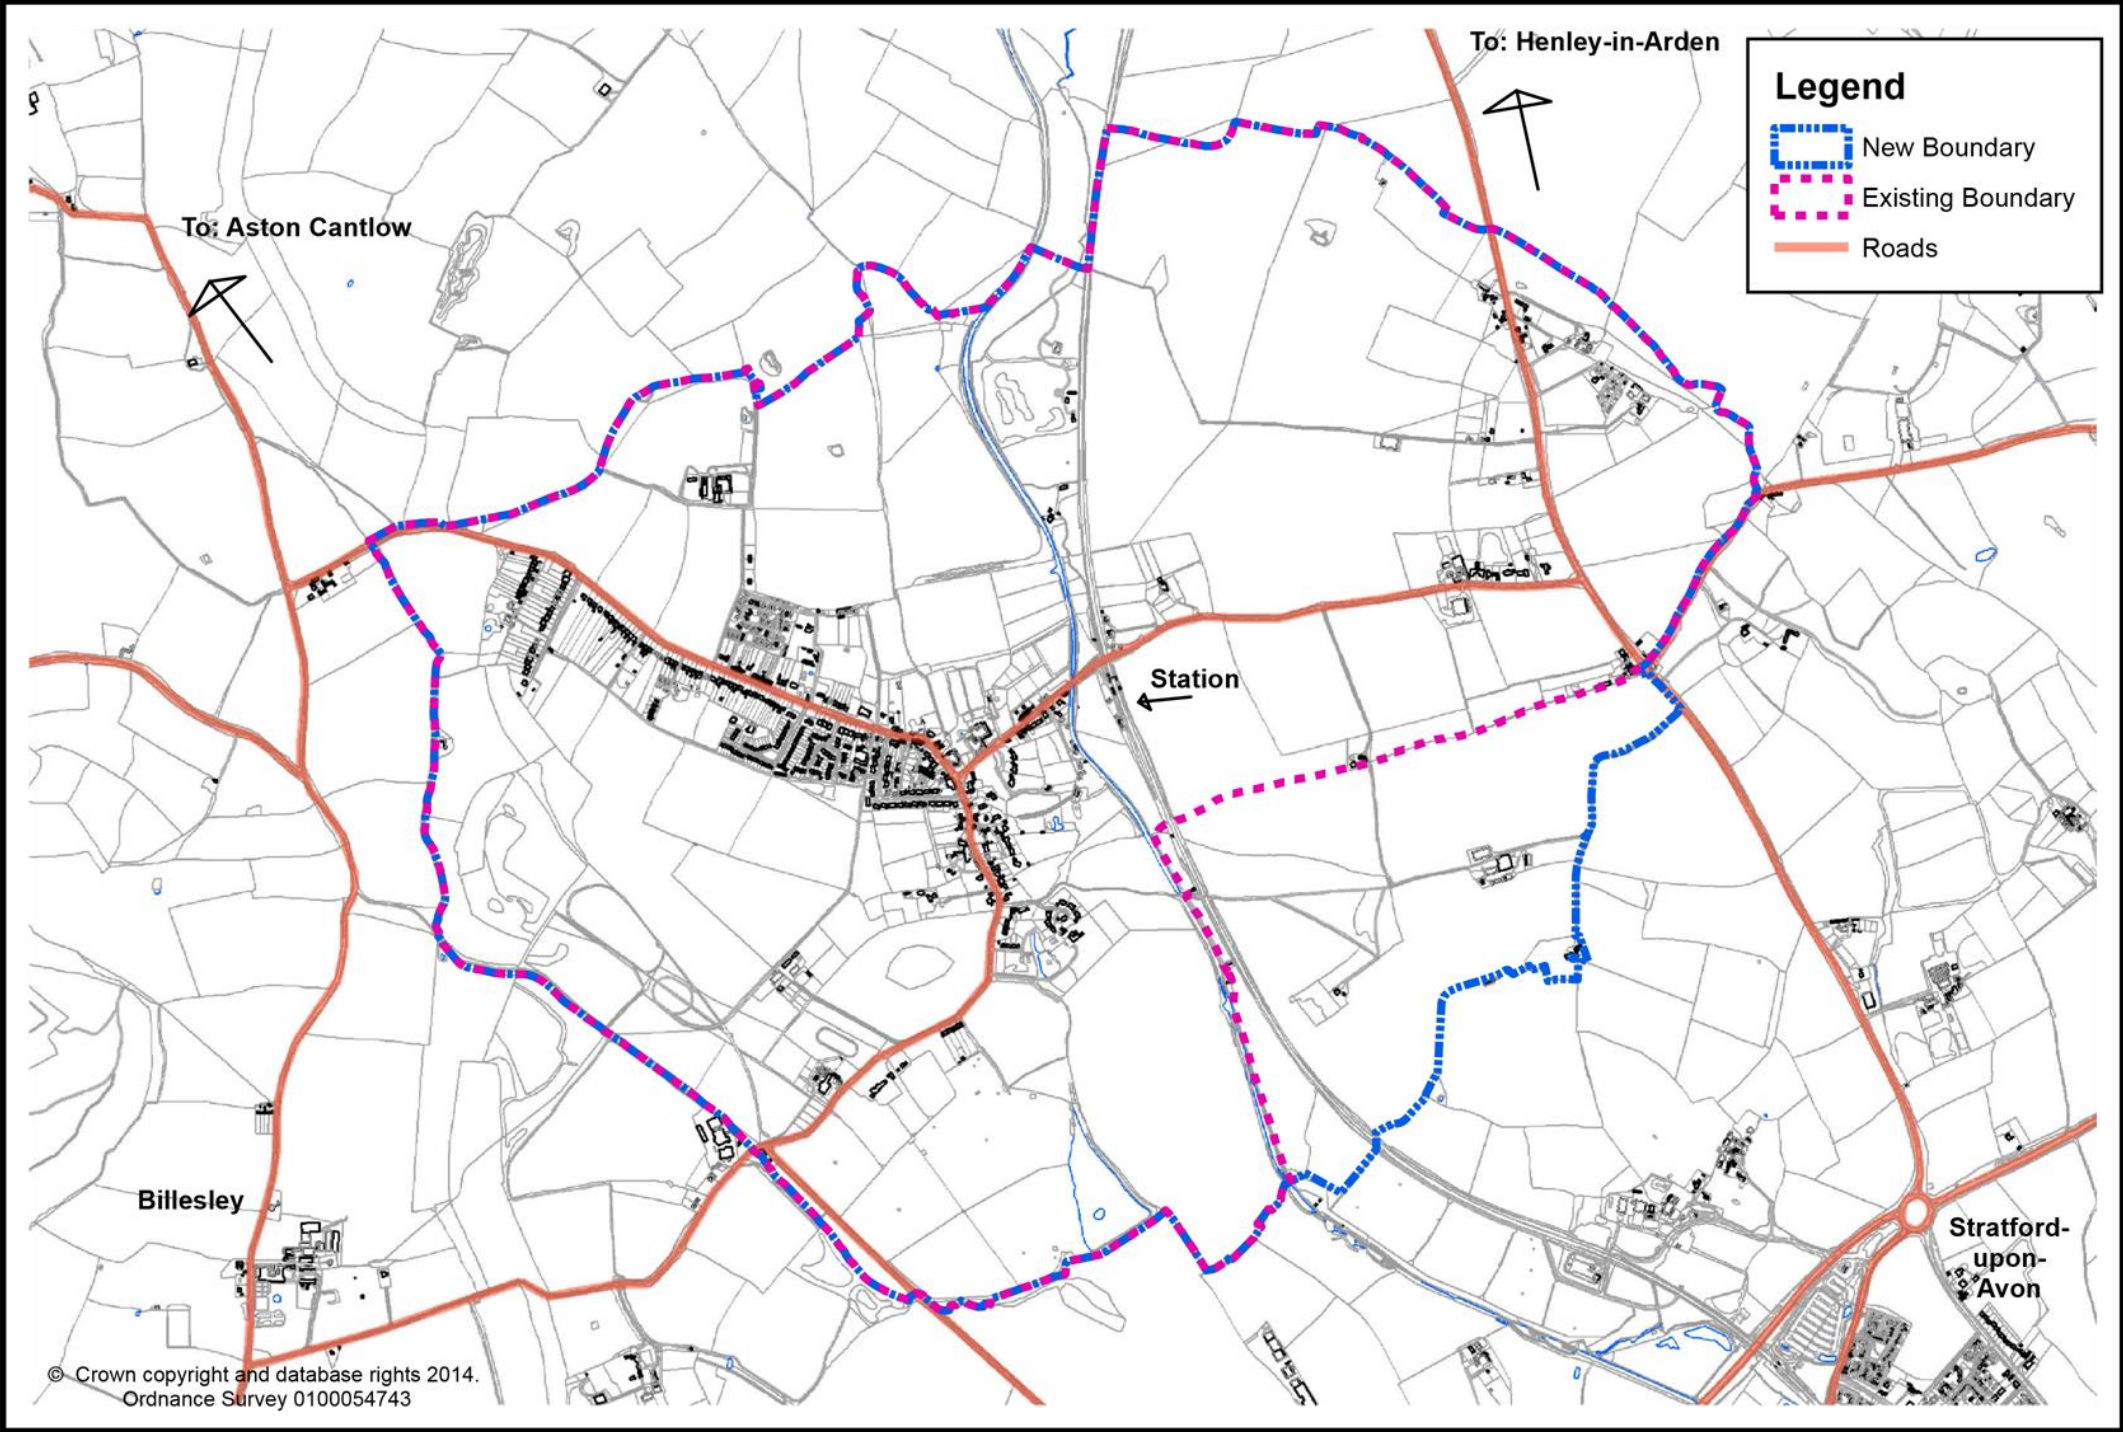 To: Henley-in-Arden
Legend
New Boundary
Existing Boundary
Roads
To: Aston Cantlow
Station
Billesley
Stratford-
upon-
Avon
© Crown copyright and database rights 2014.
Ordnance Survey 0100054743